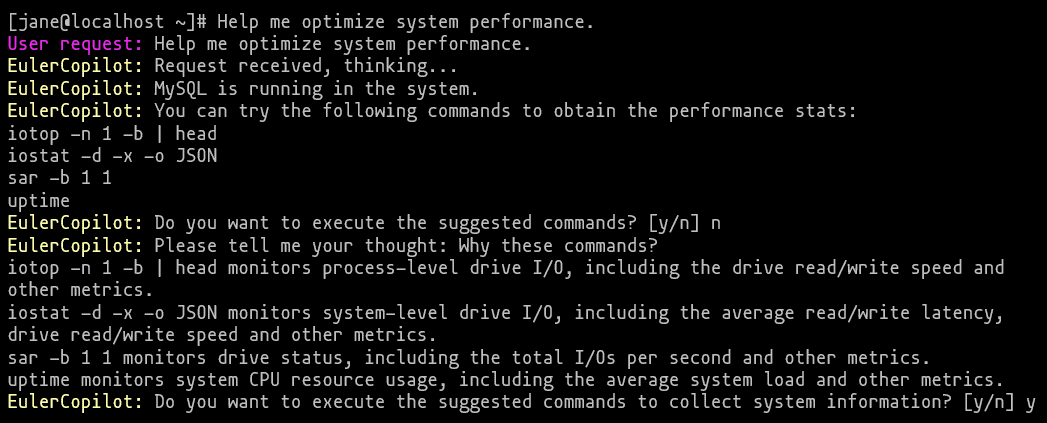 [jane@localhost ~]# Help me optimize system performance.
User request: Help me optimize system performance.
EulerCopilot: Request received, thinking...
EulerCopilot: MySQL is running in the system.
EulerCopilot: You can try the following commands to obtain the performance stats:
iotop -n 1 -b | head
iostat -d -x -o JSON
sar -b 1 1
uptime
EulerCopilot: Do you want to execute the suggested commands? [y/n] n
EulerCopilot: Please tell me your thought: Why these commands?
iotop -n 1 -b | head monitors process-level drive I/O, including the drive read/write speed and
other metrics.
iostat -d -x -o JSON monitors system-level drive I/O, including the average read/write latency,
drive read/write speed and other metrics.
sar -b 1 1 monitors drive status, including the total I/Os per second and other metrics.
uptime monitors system CPU resource usage, including the average system load and other metrics.
EulerCopilot: Do you want to execute the suggested commands to collect system information? [y/n] y